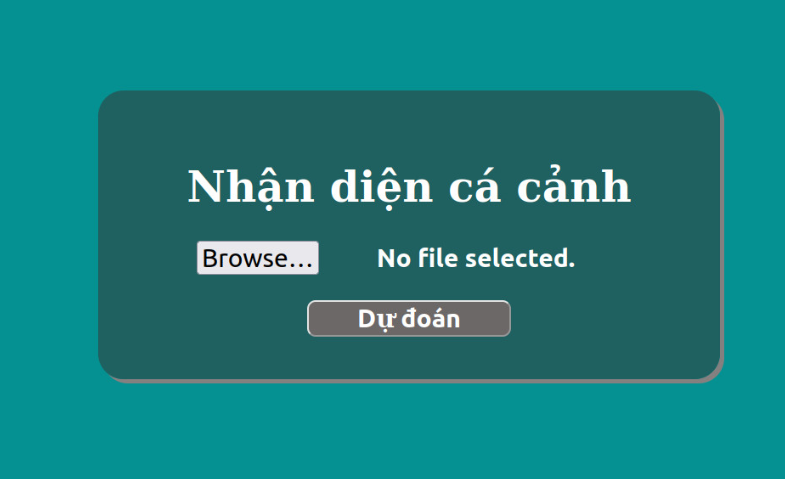 Nhận diện cá cảnh
Browse... No file selected.
Dự đoán